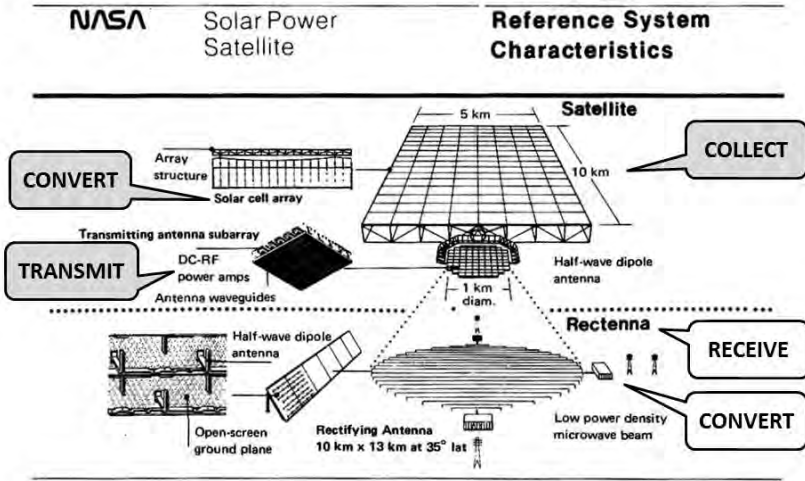 NASA
Solar Power
Satellite
Reference System
Characteristics
5 km
Satellite
10 km
COLLECT
Array
structure
CONVERT
Solar cell array
Transmitting antenna subarray
DC-RF
power amps
TRANSMIT
Antenna waveguides
Half-wave dipole
antenna
1 km
diam.
Rectenna
RECEIVE
Half-wave dipole
antenna
CONVERT
Open-screen
ground plane
Rectifying Antenna
10 km x 13 km at 35° lat
Low power density
microwave beam